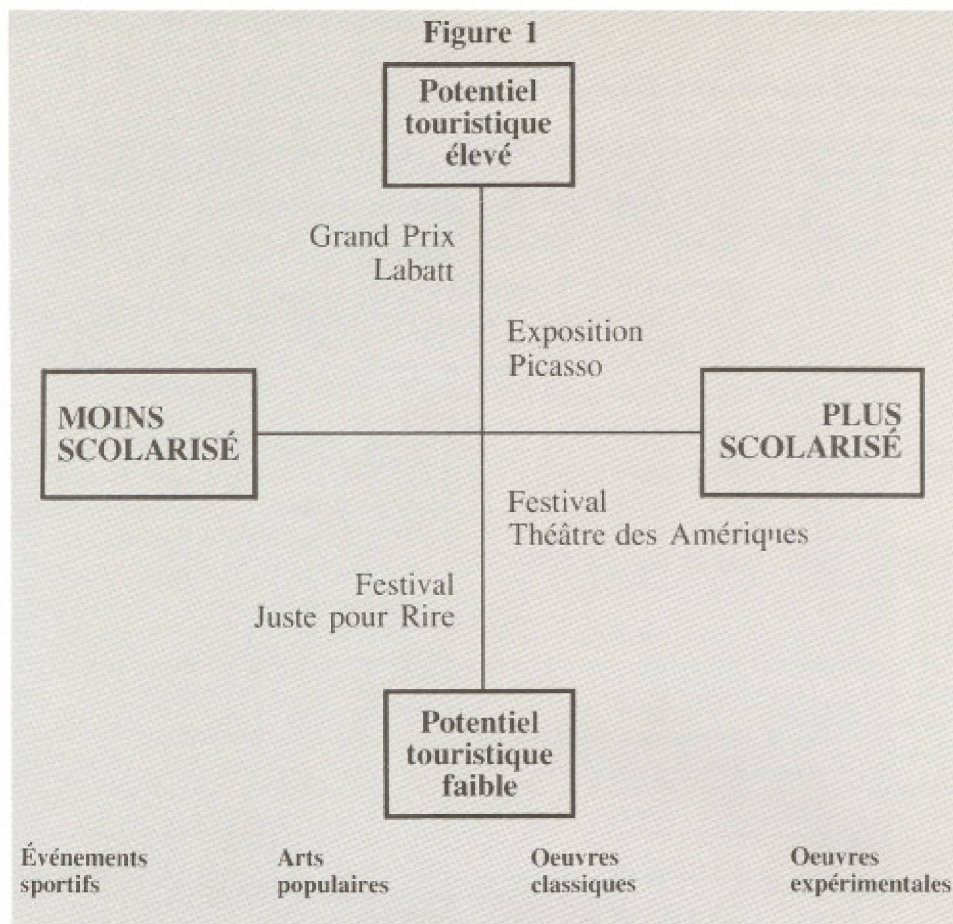 Figure 1
Potentiel
touristique
élevé
Grand Prix
Labatt
Exposition
Picasso
MOINS
SCOLARISÉ
PLUS
SCOLARISÉ
Festival
Théâtre des Amériques
Festival
Juste pour Rire
Potentiel
touristique
faible
Événements
sportifs
Arts
populaires
Oeuvres
classiques
Oeuvres
expérimentales